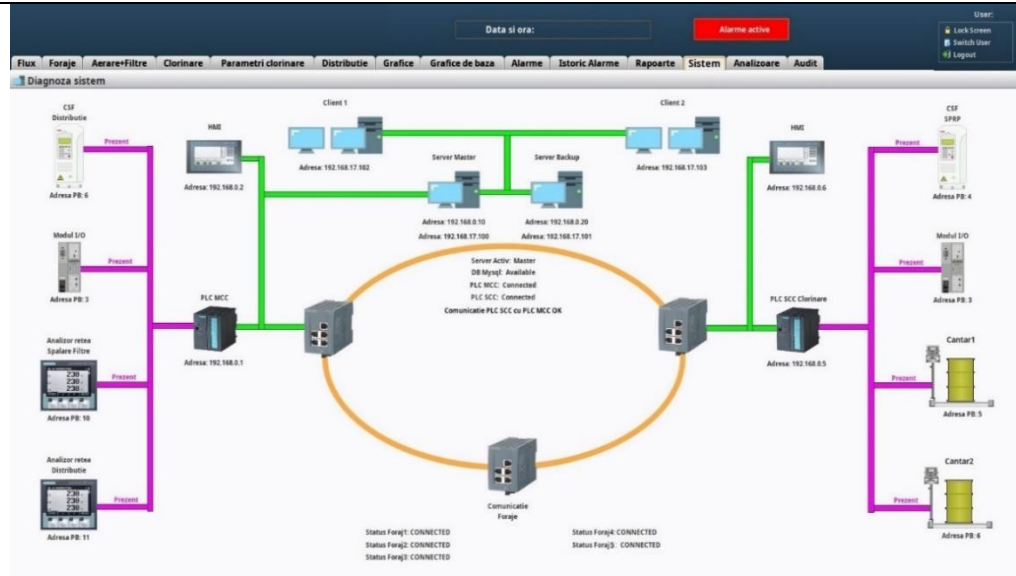 User:
Data si ora:
Alarme active
Lock Screen
Switch User
Logout
Flux Foraje Aerare+Filtre Clorinare Parametri clorinare Distributie Grafice Grafice de baza Alarme Istoric Alarme Rapoarte Sistem Analizoare Audit
Diagnoza sistem
CSF
Distributie
Prezent
Adresa PB: 6
HMI
Adresa: 192.168.0.2
Client 1
Adresa: 192.168.17.102
Client 2
Adresa: 192.168.17.103
Server Master
Server Backup
Adresa: 192.168.0.10
Adresa: 192.168.17.100
Adresa: 192.168.0.20
Adresa: 192.168.17.101
HMI
Adresa: 192.168.0.6
CSF
SPRP
Prezent
Adresa PB: 4
Modul I/O
Prezent
Adresa PB: 3
Server Activ: Master
DB Mysql: Available
PLC MCC: Connected
PLC SCC: Connected
Comunicatie PLC SCC cu PLC MCC OK
Modul I/O
Prezent
Adresa PB: 3
PLC MCC
Adresa: 192.168.0.1
PLC SCC Clorinare
Adresa: 192.168.0.5
Analizor retea
Spalare Filtre
230
230
230
Prezent
Adresa PB: 10
Cantar1
Prezent
Adresa PB: 5
Analizor retea
Distributie
230
230
230
Prezent
Adresa PB: 11
Cantar2
Prezent
Adresa PB: 6
Comunicatie
Foraje
Status Foraj1: CONNECTED
Status Foraj2: CONNECTED
Status Foraj3: CONNECTED
Status Foraj4: CONNECTED
Status Foraj5: CONNECTED